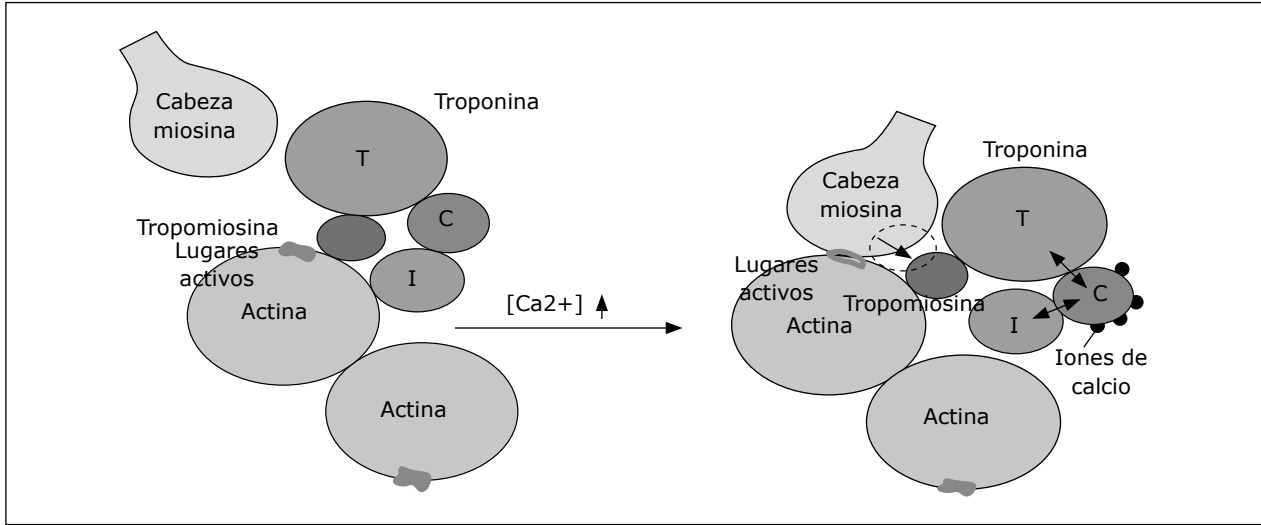 Cabeza
miosina
Troponina
T
C
Tropomiosina
Lugares
activos
I
Actina
Actina
[Ca2+]
Cabeza
miosina
Troponina
T
Lugares
activos
Tropomiosina
C
Actina
I
Iones de
calcio
Actina